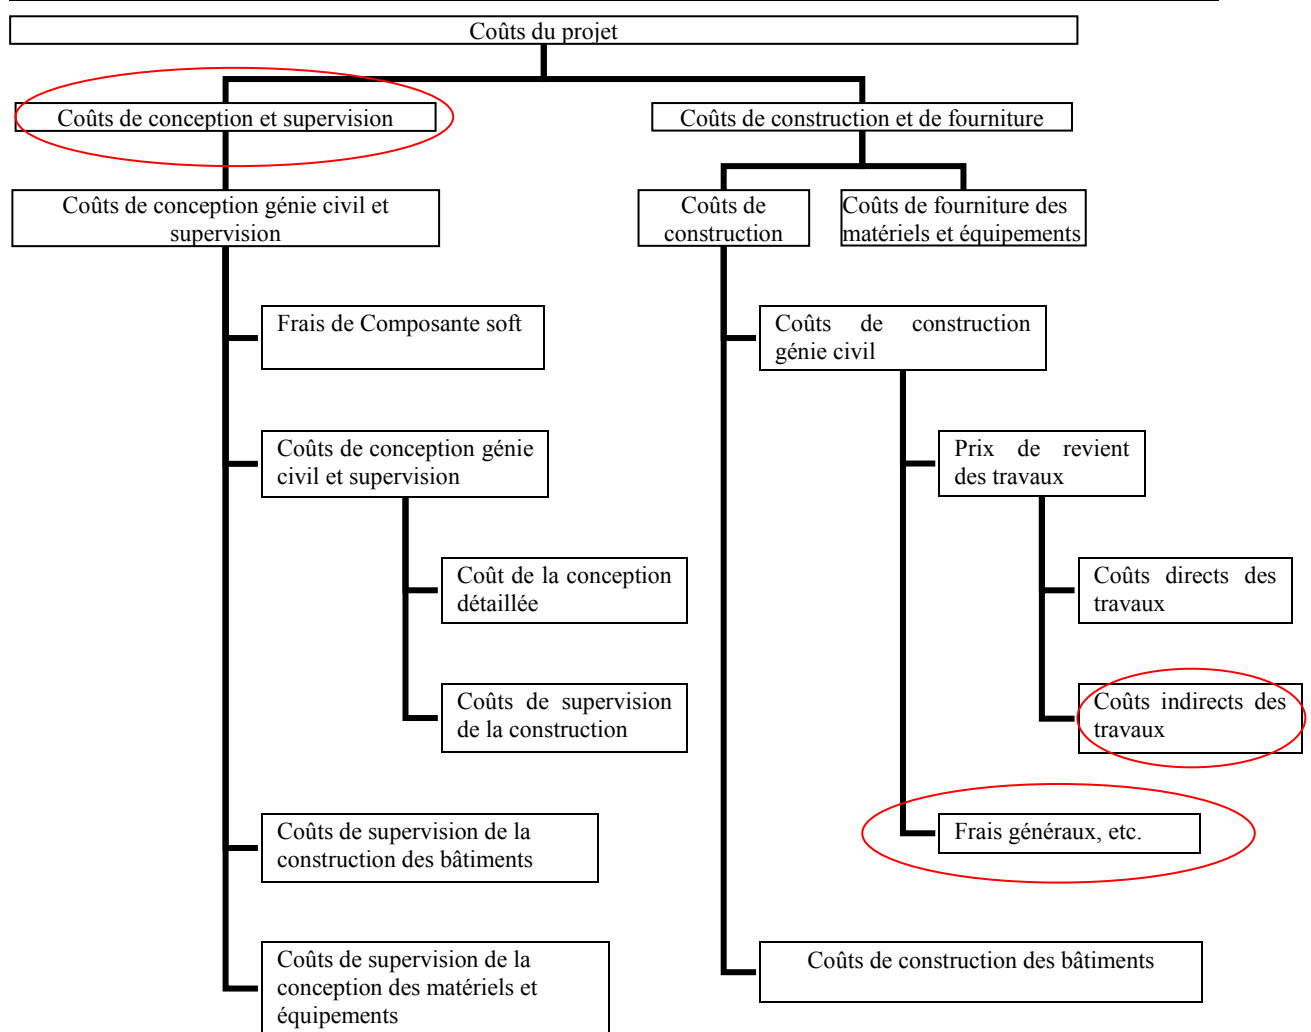 Coûts du projet
Coûts de conception et supervision
Coûts de construction et de fourniture
Coûts de conception génie civil et
supervision
Coûts de
construction
Coûts de fourniture des
matériels et équipements
Frais de Composante soft
Coûts de construction
génie civil
Coûts de conception génie
civil et supervision
Prix de revient
des travaux
Coût de la conception
détaillée
Coûts directs des
travaux
Coûts de supervision
de la construction
Coûts indirects des
travaux
Coûts de supervision de la
construction des bâtiments
Frais généraux, etc.
Coûts de supervision de la
conception des matériels et
équipements
Coûts de construction des bâtiments